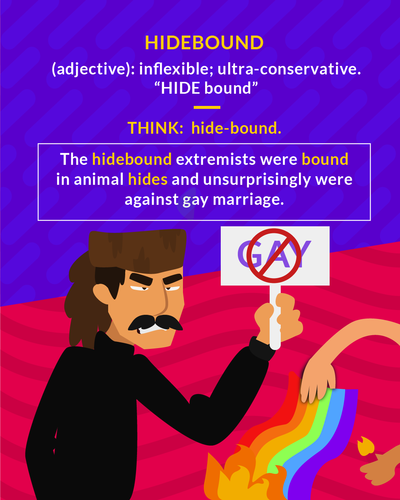 HIDEBOUND
(adjective): inflexible; ultra-conservative.
“HIDE bound”
THINK: hide-bound.
The hidebound extremists were bound
in animal hides and unsurprisingly were
against gay marriage.
GAY